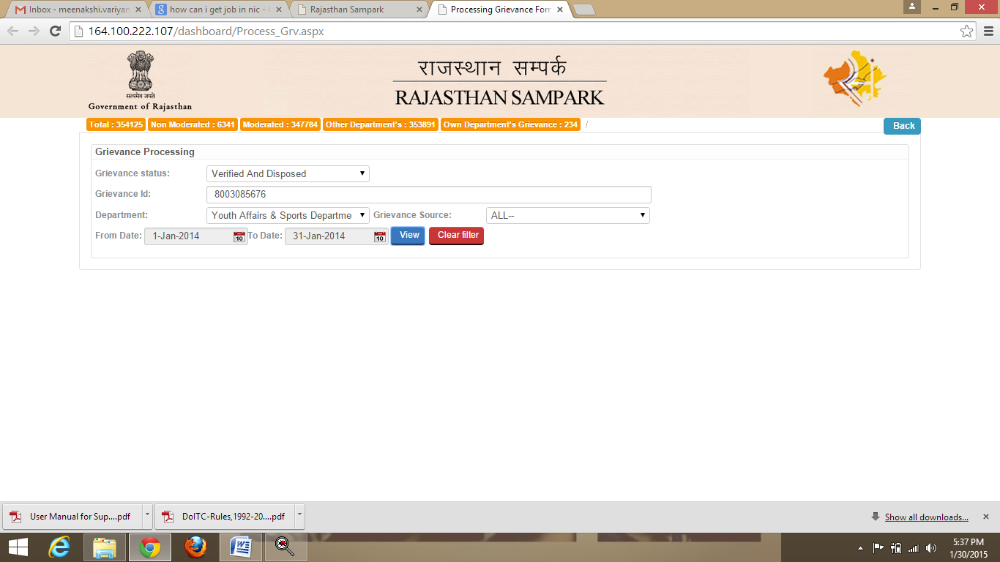 Inbox - meenakshi.variyan
how can i get job in nic -
Rajasthan Sampark
Processing Grievance Form
164.100.222.107/dashboard/Process_Grv.aspx
सत्यमेव जयते
Government of Rajasthan
राजस्थान सम्पर्क
RAJASTHAN SAMPARK
Total : 354125 Non Moderated : 6341 Moderated : 347784 Other Department's : 353891 Own Department's Grievance : 234 /
Back
Grievance Processing
Grievance status: Verified And Disposed
Grievance Id: 8003085676
Department: Youth Affairs & Sports Departme Grievance Source: ALL--
From Date: 1-Jan-2014 10 To Date: 31-Jan-2014 10 View Clear filter
User Manual for Sup....pdf
DoITC-Rules,1992-20....pdf
Show all downloads...
5:37 PM
1/30/2015